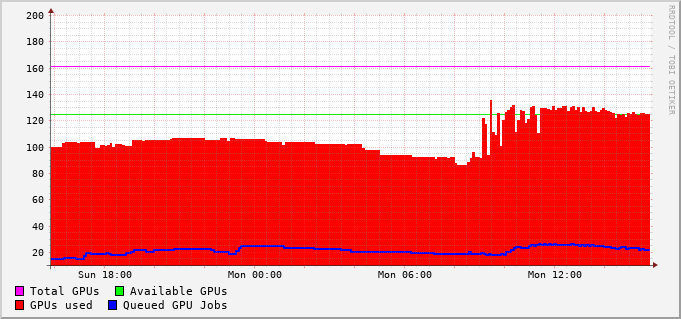 200
180
160
140
120
100
80
60
40
20
Sun 18:00 Mon 00:00 Mon 06:00 Mon 12:00
Total GPUs Available GPUs
GPUs used Queued GPU Jobs
RRDTOOL / TOBI OETIKER